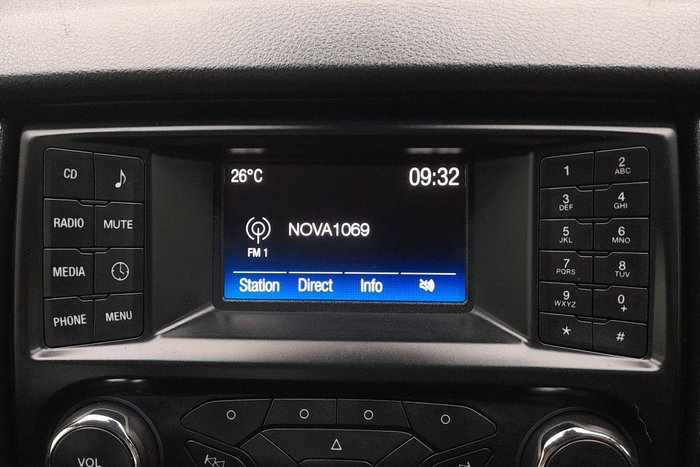 CD
RADIO
MUTE
MEDIA
PHONE
MENU
26°C
09:32
NOVA1069
FM 1
Station Direct Info
1
2 ABC
3 DEF
4 GHI
5 JKL
6 MNO
7 PQRS
8 TUV
9 WXYZ
0 +
*
#
VOL